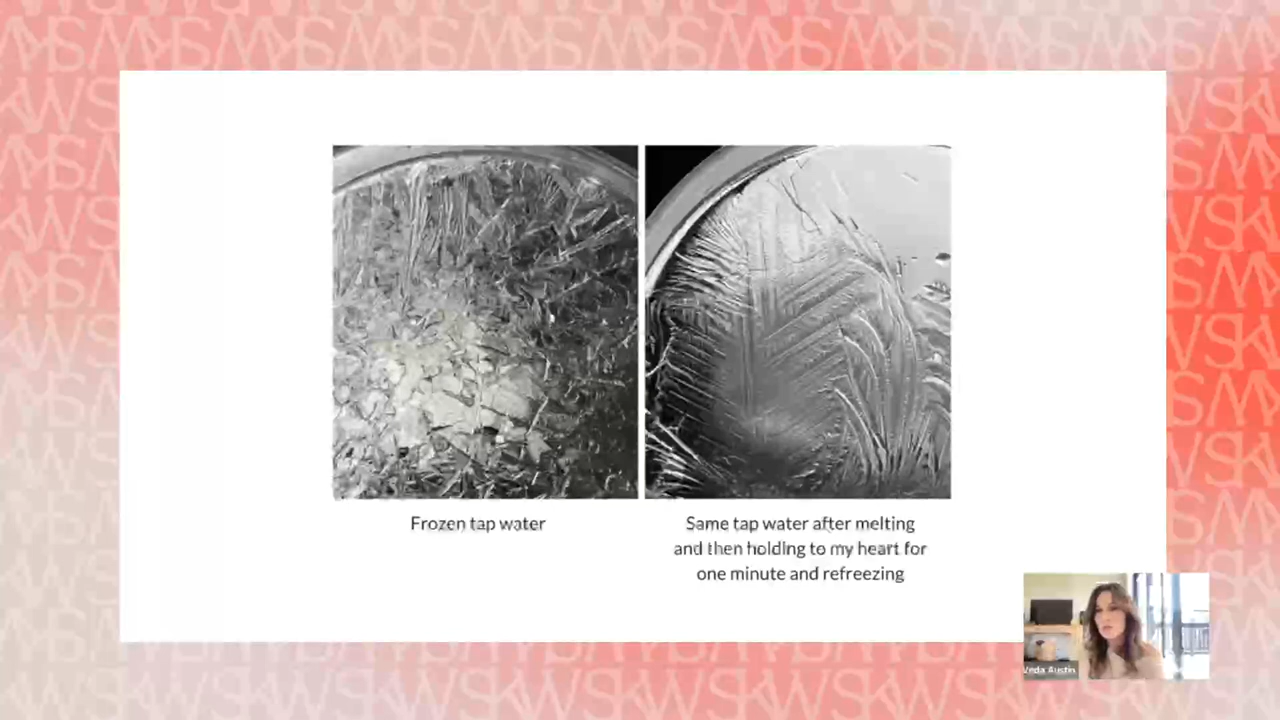 Frozen tap water
Same tap water after melting
and then holding to my heart for
one minute and refreezing
Veda Austin